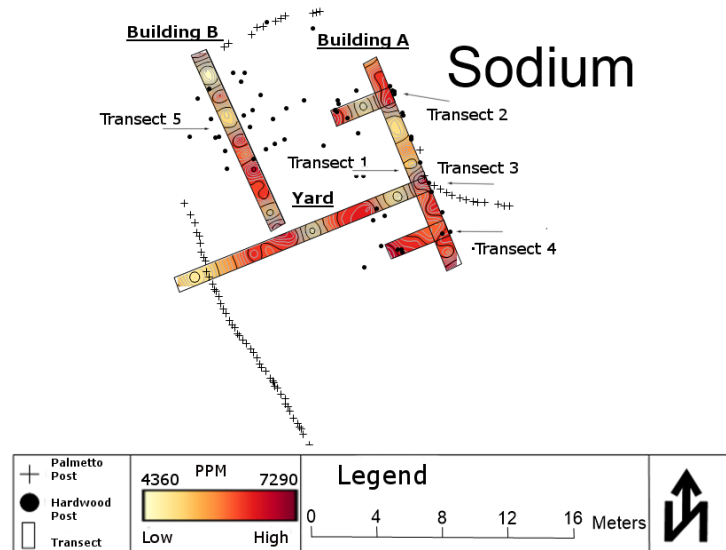 Building B
Building A
Sodium
Transect 2
Transect 5
Transect 1
Transect 3
Yard
Transect 4
Palmetto
Post
Hardwood
Post
Transect
PPM
4360 7290
Low High
Legend
0 4 8 12 16 Meters
N